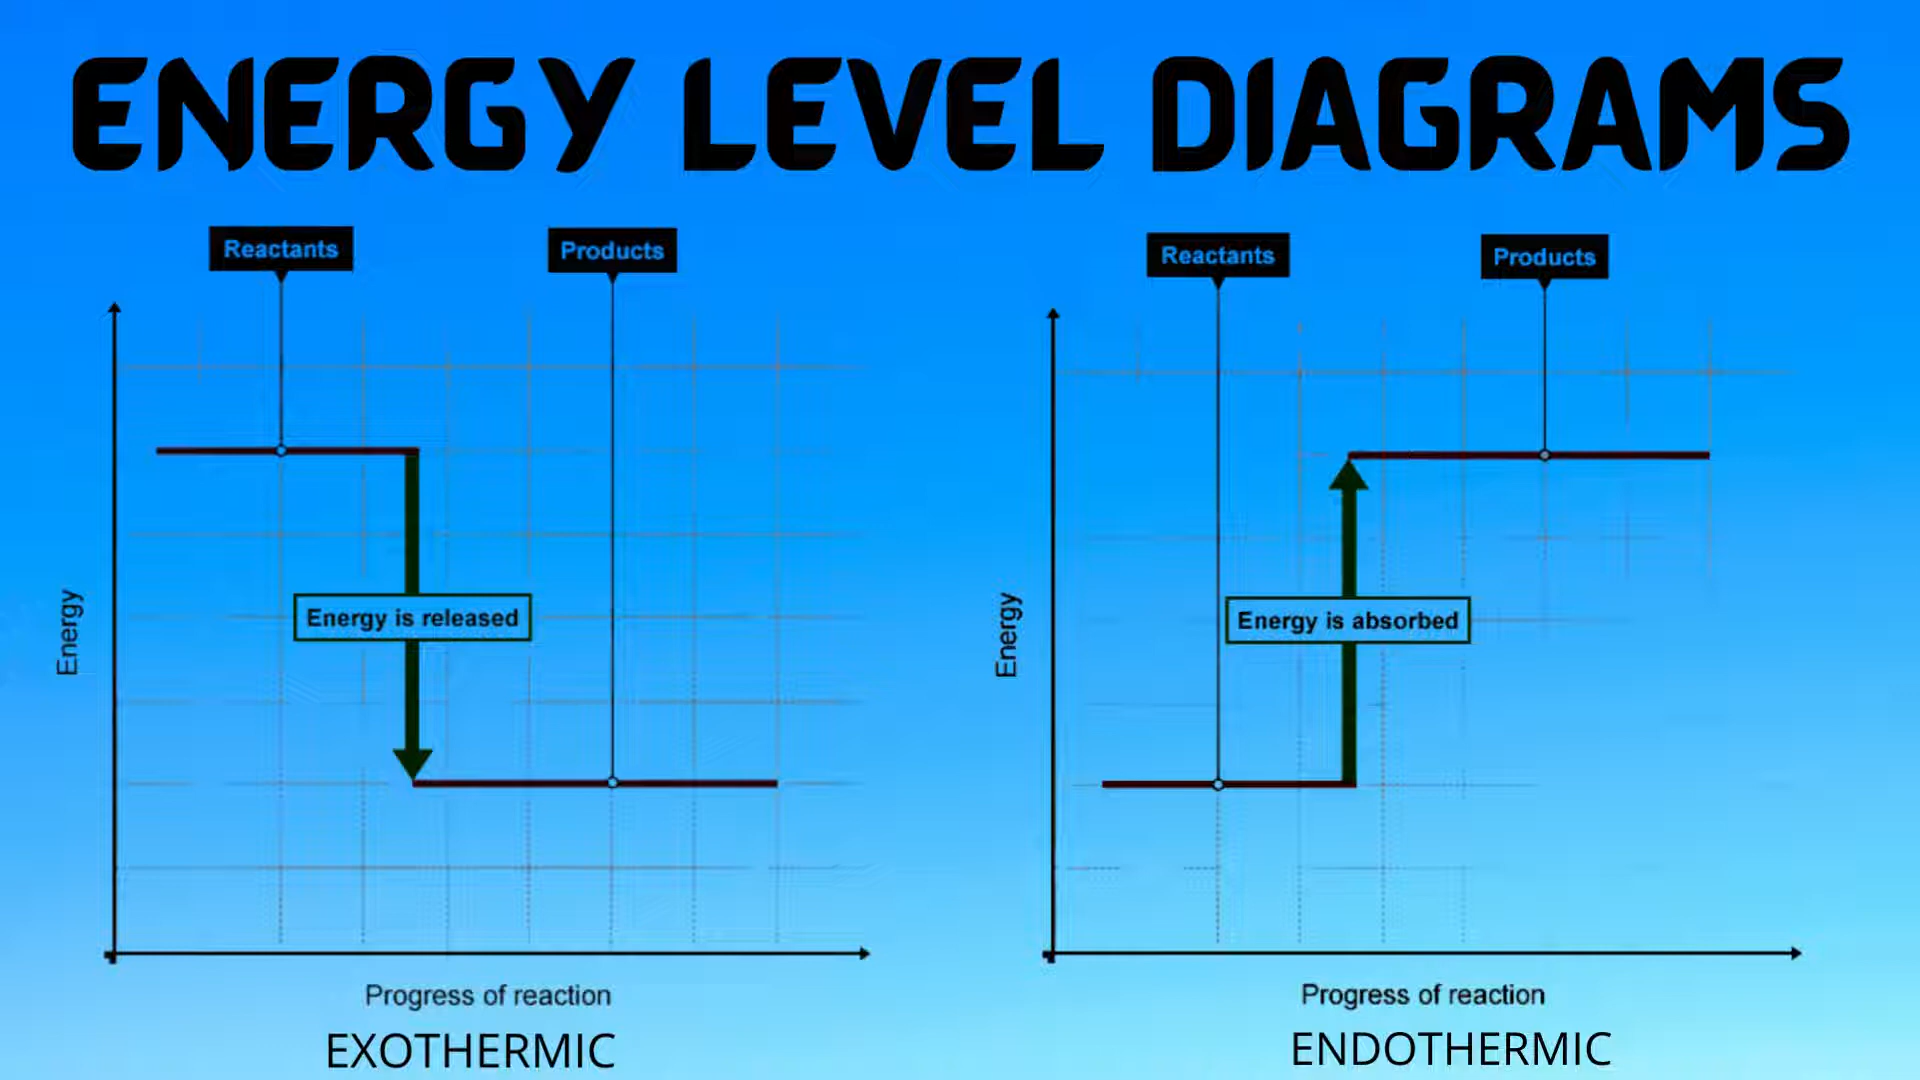 ENERGY LEVEL DIAGRAMS
Reactants
Products
Energy
Energy is released
Progress of reaction
EXOTHERMIC
Reactants
Products
Energy
Energy is absorbed
Progress of reaction
ENDOTHERMIC